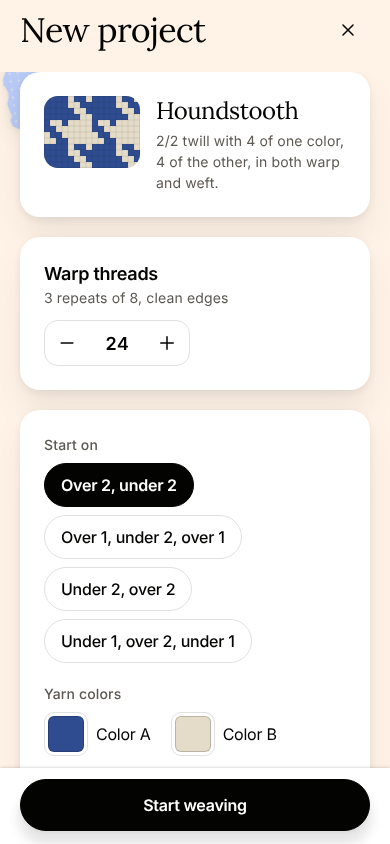 New project
Houndstooth
2/2 twill with 4 of one color,
4 of the other, in both warp
and weft.
Warp threads
3 repeats of 8, clean edges
24
Start on
Over 2, under 2
Over 1, under 2, over 1
Under 2, over 2
Under 1, over 2, under 1
Yarn colors
Color A
Color B
Start weaving